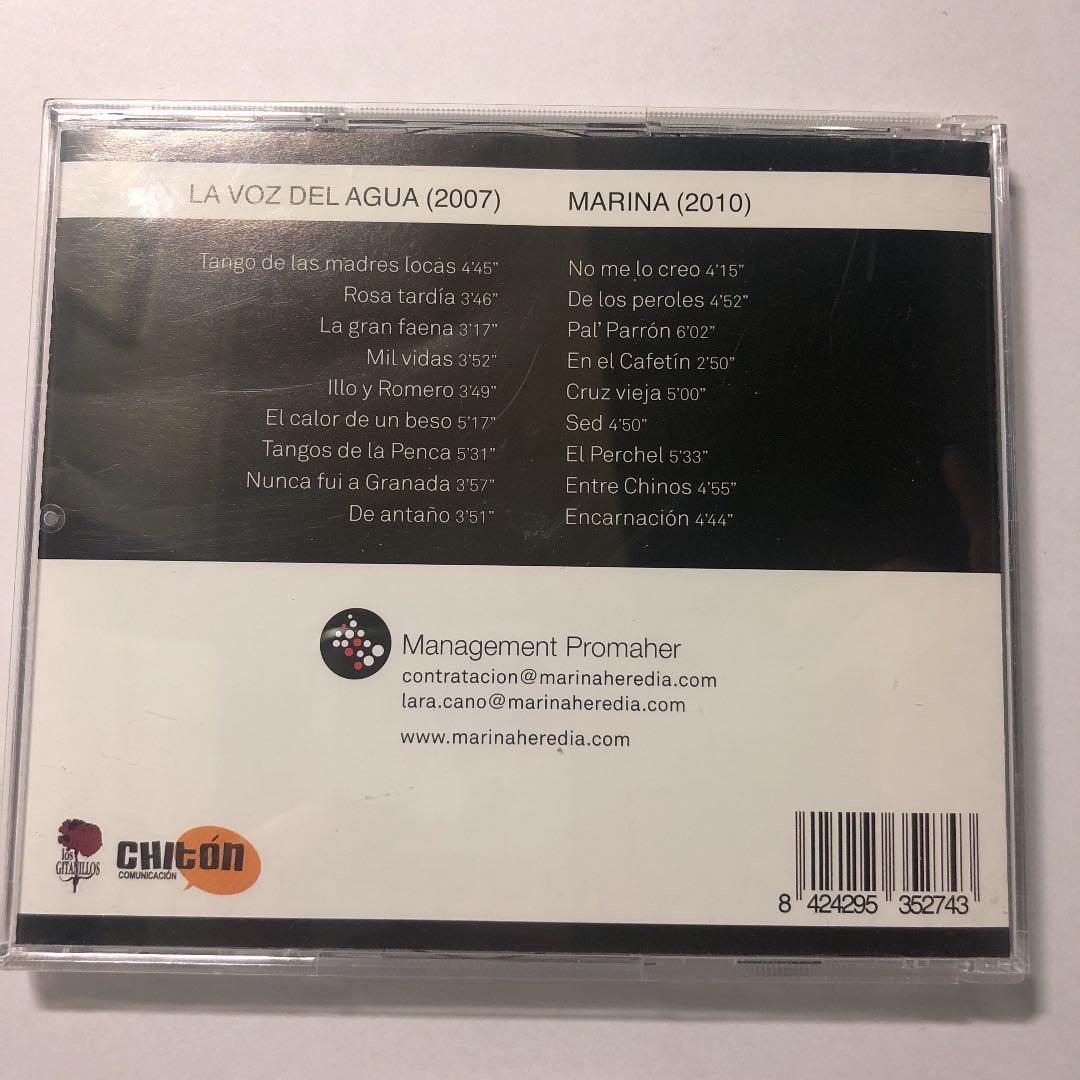 LA VOZ DEL AGUA (2007)
Tango de las madres locas 4'45"
Rosa tardía 3'46"
La gran faena 3'17"
Mil vidas 3'52"
Illo y Romero 3'49"
El calor de un beso 5'17"
Tangos de la Penca 5'31"
Nunca fui a Granada 3'57"
De antaño 3'51"
MARINA (2010)
No me lo creo 4'15"
De los peroles 4'52"
Pal' Parrón 6'02"
En el Cafetín 2'50"
Cruz vieja 5'00"
Sed 4'50"
El Perchel 5'33"
Entre Chinos 4'55"
Encarnación 4'44"
Management Promaher
contratacion@marinaheredia.com
lara.cano@marinaheredia.com
www.marinaheredia.com
los
GITANILLOS
CHITÓN
COMUNICACIÓN
8 424295 352743